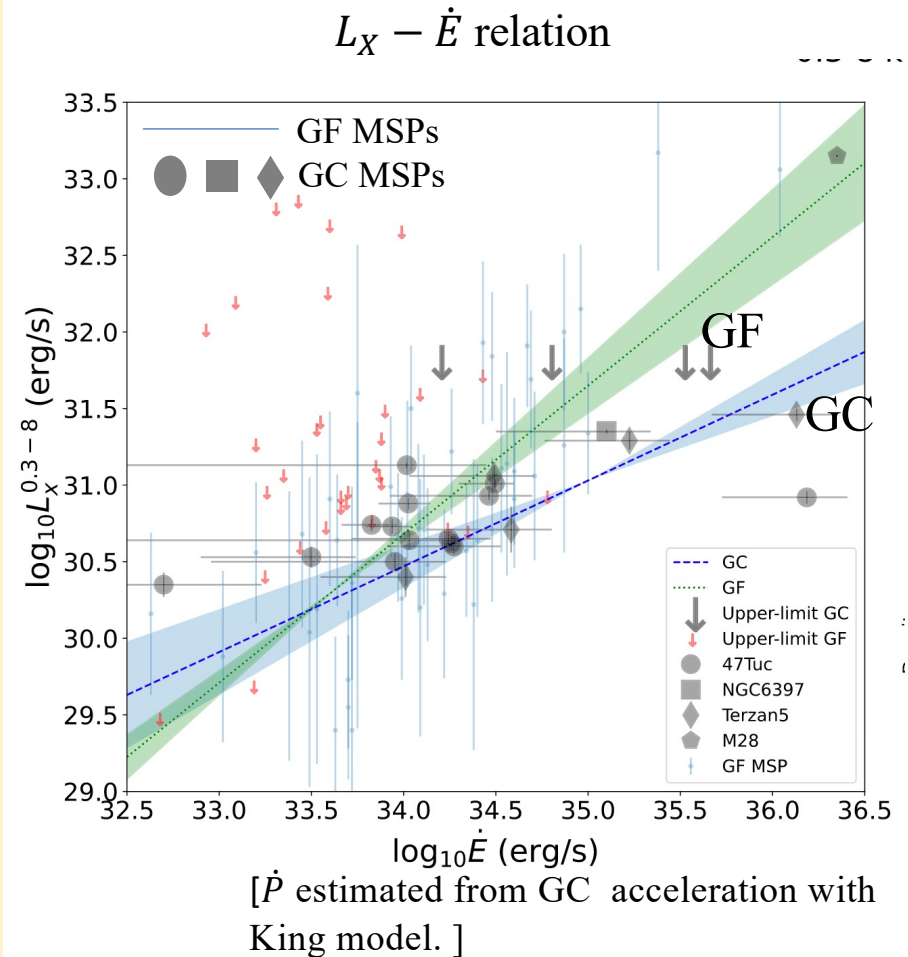 L_X − Ė relation
33.5
33.0
32.5
32.0
31.5
31.0
30.5
30.0
29.5
29.0
log₁₀Lₓ^0.3−8 (erg/s)
GF MSPs
GC MSPs
GF
GC
GC
GF
Upper-limit GC
Upper-limit GF
47Tuc
NGC6397
Terzan5
M28
GF MSP
32.5 33.0 33.5 34.0 34.5 35.0 35.5 36.0 36.5
log₁₀Ė (erg/s)
[Ṗ estimated from GC acceleration with
King model. ]